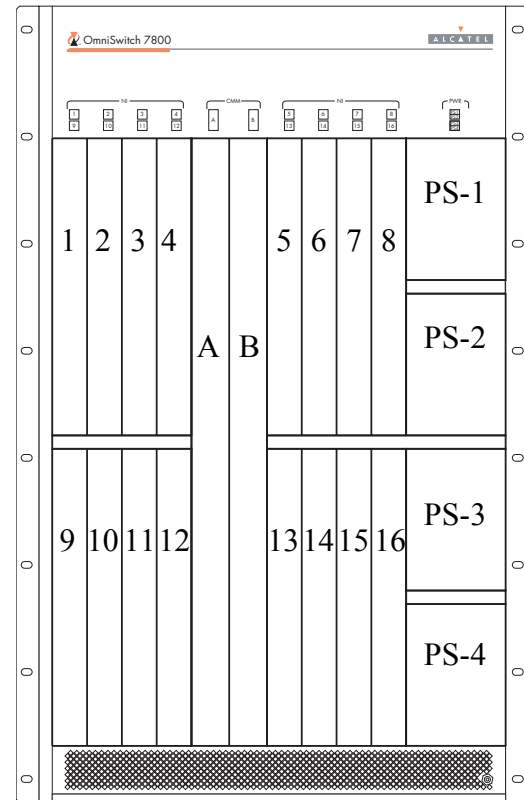 OmniSwitch 7800
ALCATEL
NI CMM NI PWR
1 2 3 4 A B 5 6 7 8
9 10 11 12 13 14 15 16
PS-1
1 2 3 4 5 6 7 8
PS-2
A B
PS-3
9 10 11 12 13 14 15 16
PS-4